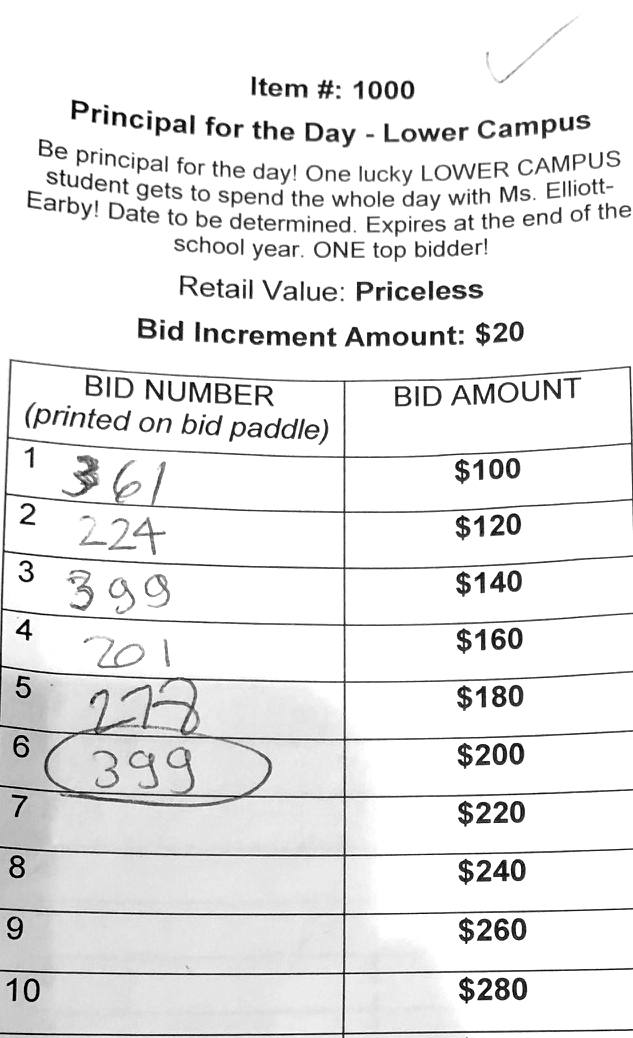 Item #: 1000
Principal for the Day - Lower Campus
Be principal for the day! One lucky LOWER CAMPUS
student gets to spend the whole day with Ms. Elliott-
Earby! Date to be determined. Expires at the end of the
school year. ONE top bidder!
Retail Value: Priceless
Bid Increment Amount: $20
BID NUMBER BID AMOUNT
(printed on bid paddle)
1 361 $100
2 224 $120
3 399 $140
4 201 $160
5 278 $180
6 399 $200
7 $220
8 $240
9 $260
10 $280